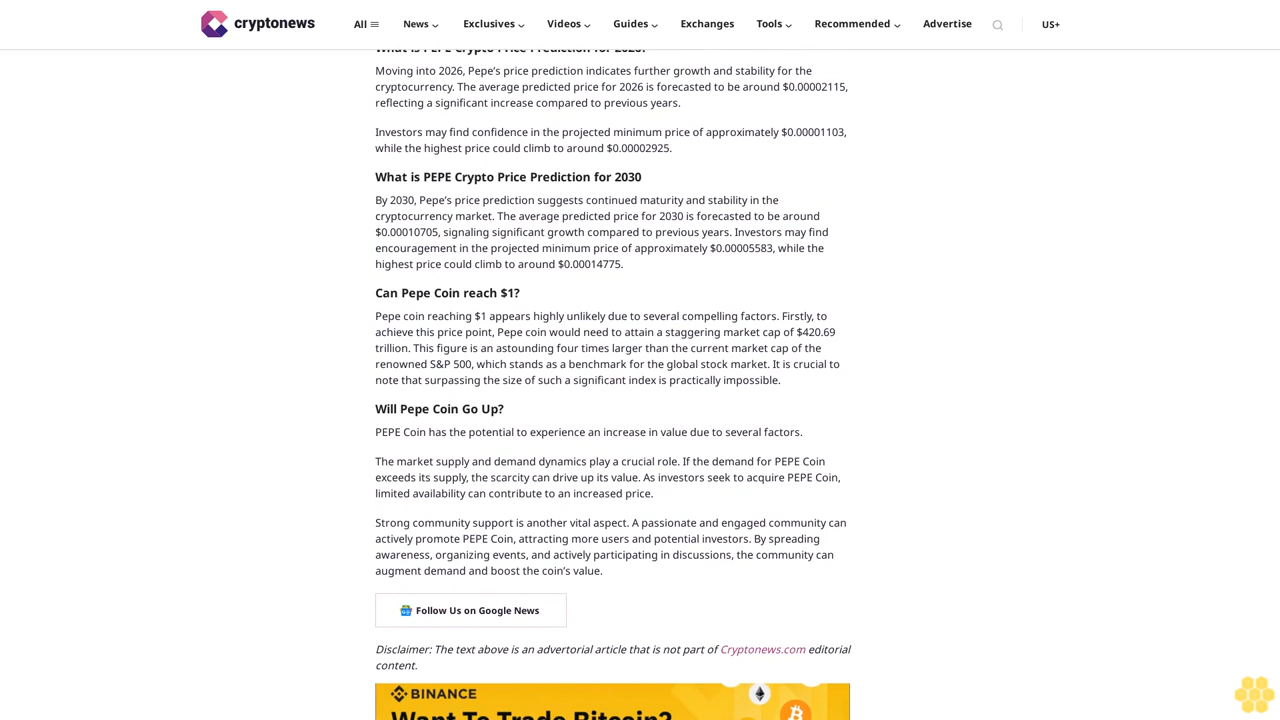 cryptonews
All
News
Exclusives
Videos
Guides
Exchanges
Tools
Recommended
Advertise
US+
Moving into 2026, Pepe's price prediction indicates further growth and stability for the
cryptocurrency. The average predicted price for 2026 is forecasted to be around $0.00002115,
reflecting a significant increase compared to previous years.
Investors may find confidence in the projected minimum price of approximately $0.00001103,
while the highest price could climb to around $0.00002925.
What is PEPE Crypto Price Prediction for 2030
By 2030, Pepe's price prediction suggests continued maturity and stability in the
cryptocurrency market. The average predicted price for 2030 is forecasted to be around
$0.00010705, signaling significant growth compared to previous years. Investors may find
encouragement in the projected minimum price of approximately $0.00005583, while the
highest price could climb to around $0.00014775.
Can Pepe Coin reach $1?
Pepe coin reaching $1 appears highly unlikely due to several compelling factors. Firstly, to
achieve this price point, Pepe coin would need to attain a staggering market cap of $420.69
trillion. This figure is an astounding four times larger than the current market cap of the
renowned S&P 500, which stands as a benchmark for the global stock market. It is crucial to
note that surpassing the size of such a significant index is practically impossible.
Will Pepe Coin Go Up?
PEPE Coin has the potential to experience an increase in value due to several factors.
The market supply and demand dynamics play a crucial role. If the demand for PEPE Coin
exceeds its supply, the scarcity can drive up its value. As investors seek to acquire PEPE Coin,
limited availability can contribute to an increased price.
Strong community support is another vital aspect. A passionate and engaged community can
actively promote PEPE Coin, attracting more users and potential investors. By spreading
awareness, organizing events, and actively participating in discussions, the community can
augment demand and boost the coin's value.
Follow Us on Google News
Disclaimer: The text above is an advertorial article that is not part of Cryptonews.com editorial
content.
BINANCE
Want To Trade Bitcoin?